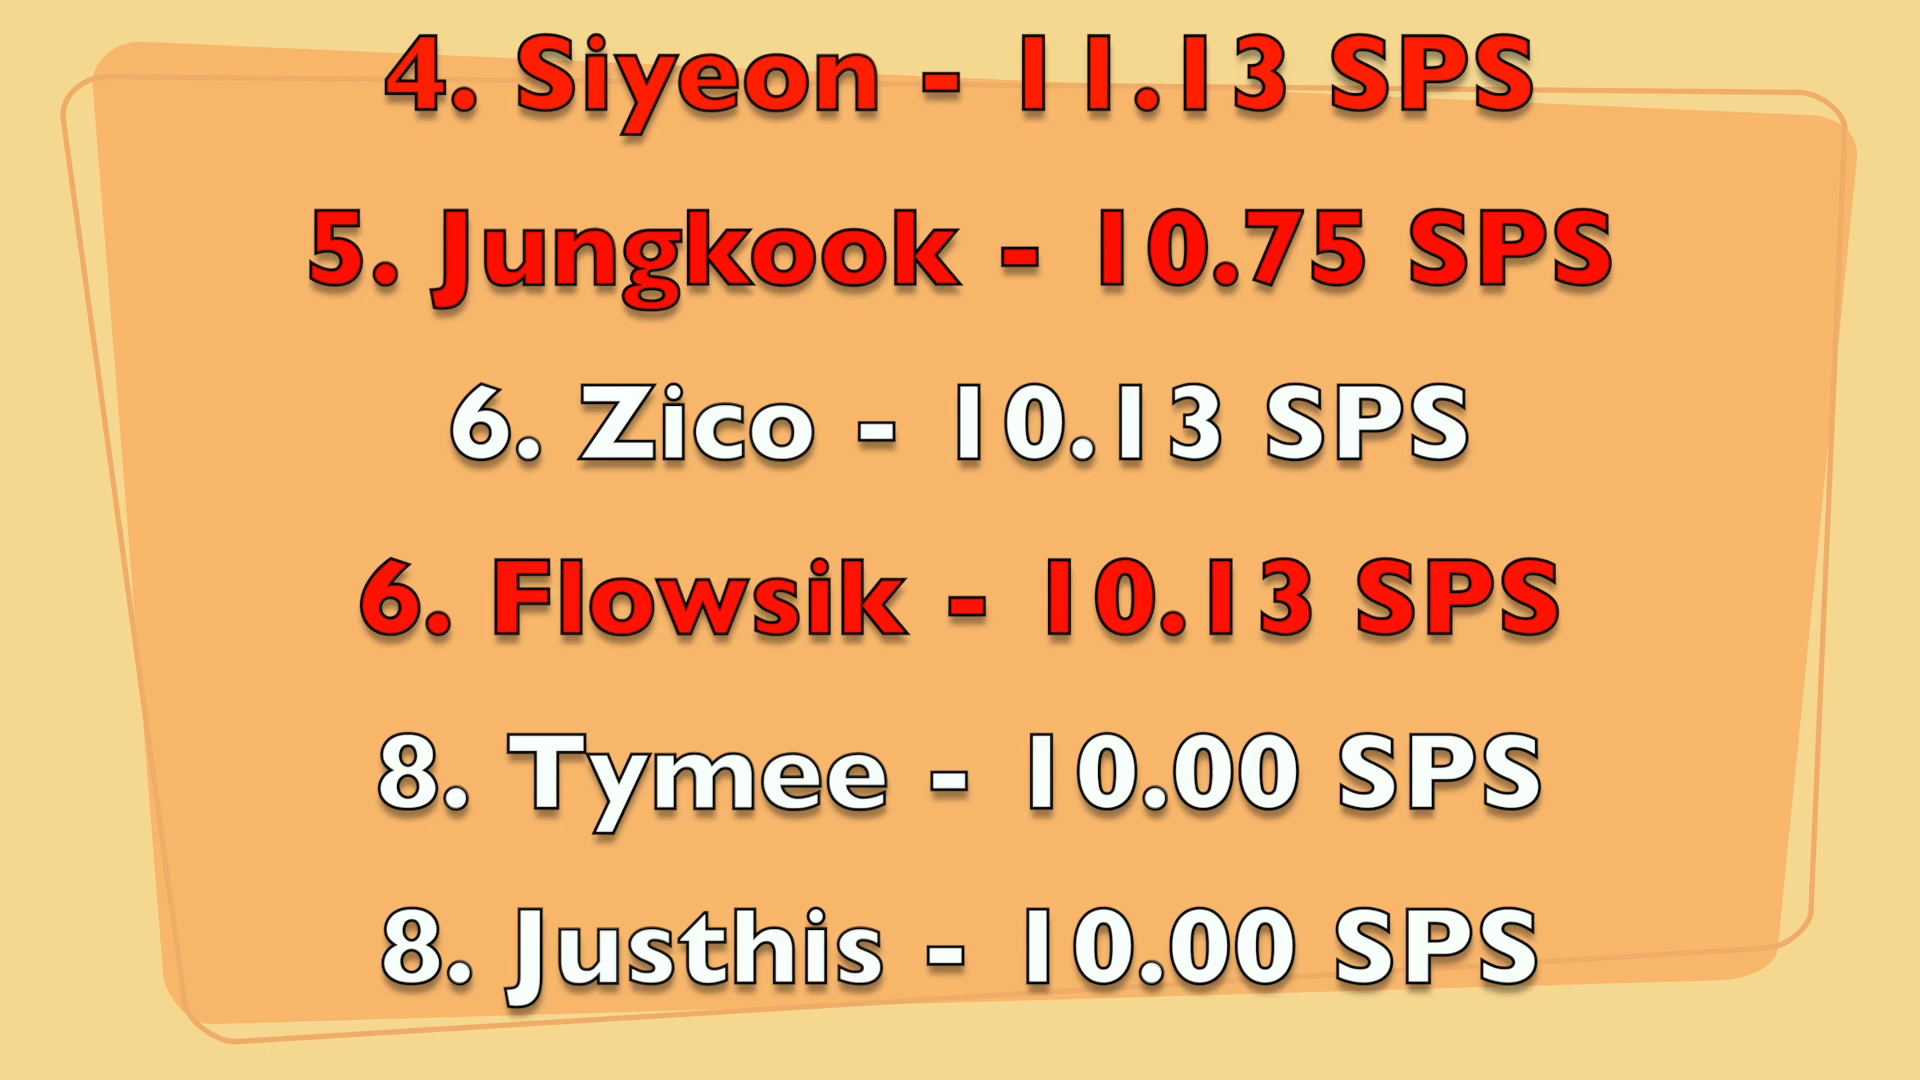 4. Siyeon - 11.13 SPS
5. Jungkook - 10.75 SPS
6. Zico - 10.13 SPS
6. Flowsik - 10.13 SPS
8. Tymee - 10.00 SPS
8. Justhis - 10.00 SPS